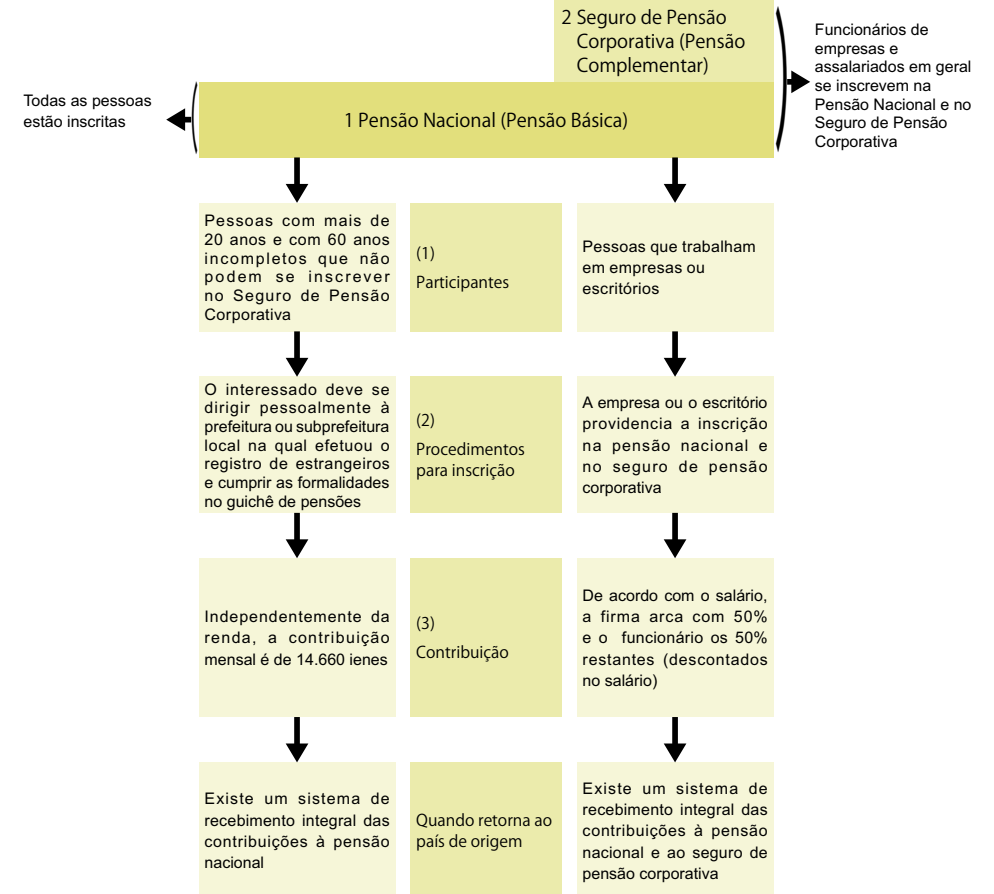 2 Seguro de Pensão
Corporativa (Pensão
Complementar)
Funcionários de
empresas e
assalariados em geral
se inscrevem na
Pensão Nacional e no
Seguro de Pensão
Corporativa
Todas as pessoas
estão inscritas
1 Pensão Nacional (Pensão Básica)
Pessoas com mais de
20 anos e com 60 anos
incompletos que não
podem se inscrever
no Seguro de Pensão
Corporativa
(1)
Participantes
Pessoas que trabalham
em empresas ou
escritórios
O interessado deve se
dirigir pessoalmente à
prefeitura ou subprefeitura
local na qual efetuou o
registro de estrangeiros
e cumprir as formalidades
no guichê de pensões
(2)
Procedimentos
para inscrição
A empresa ou o escritório
providencia a inscrição
na pensão nacional e
no seguro de pensão
corporativa
Independentemente da
renda, a contribuição
mensal é de 14.660 ienes
(3)
Contribuição
De acordo com o salário,
a firma arca com 50%
e o funcionário os 50%
restantes (descontados
no salário)
Existe um sistema de
recebimento integral das
contribuições à pensão
nacional
Quando retorna ao
país de origem
Existe um sistema de
recebimento integral das
contribuições à pensão
nacional e ao seguro de
pensão corporativa